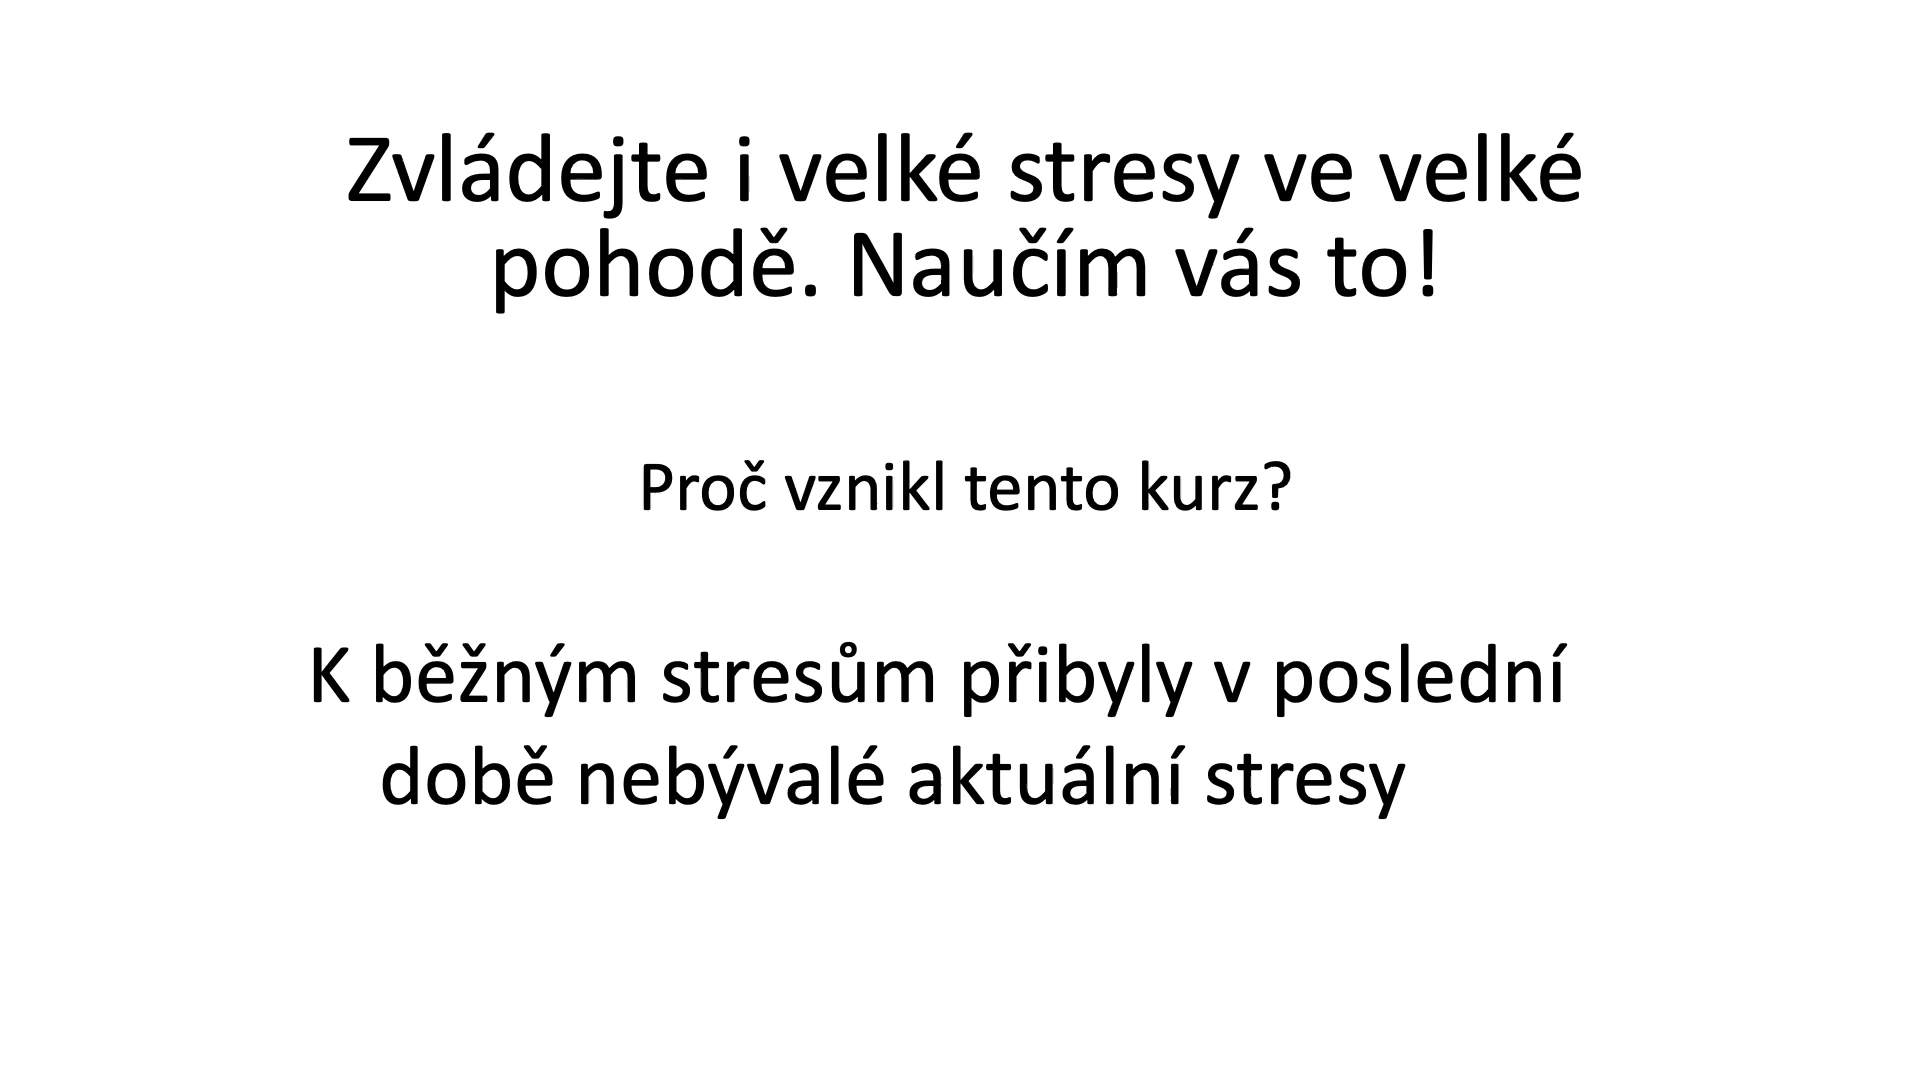 Zvládejte i velké stresy ve velké
pohodě. Naučím vás to!
Proč vznikl tento kurz?
K běžným stresům přibyly v poslední
době nebývalé aktuální stresy